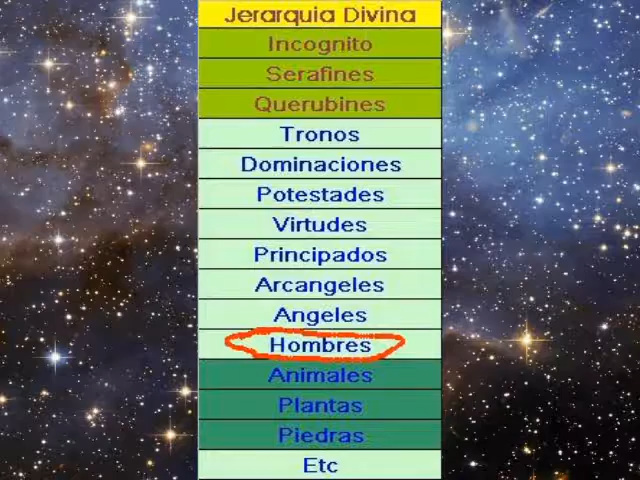 Jerarquia Divina
Incognito
Serafines
Querubines
Tronos
Dominaciones
Potestades
Virtudes
Principados
Arcangeles
Angeles
Hombres
Animales
Plantas
Piedras
Etc